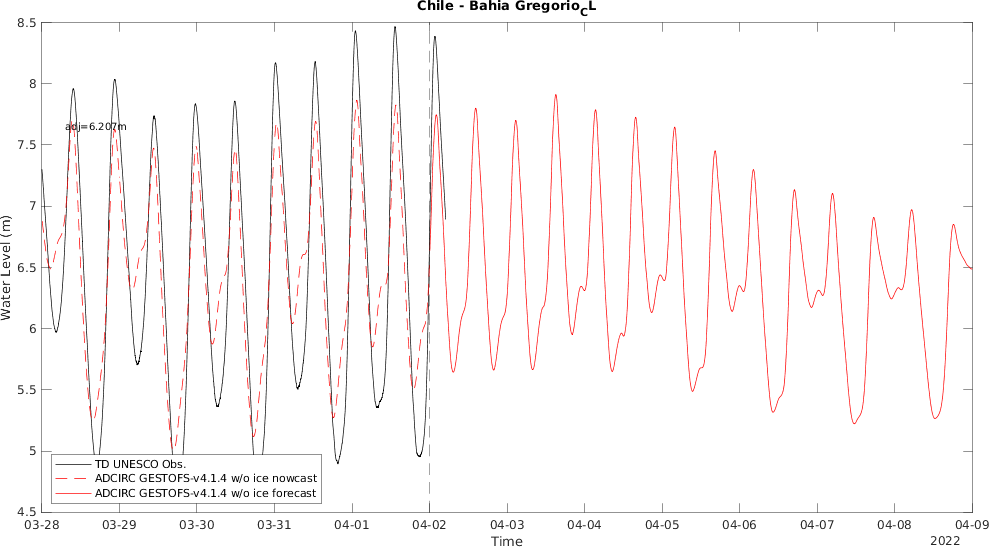 Chile - Bahia Gregorio_CL
8.5
8
7.5
7
6.5
6
5.5
5
4.5
Water Level (m)
adj=6.207m
TD UNESCO Obs.
ADCIRC GESTOFS-v4.1.4 w/o ice nowcast
ADCIRC GESTOFS-v4.1.4 w/o ice forecast
03-28 03-29 03-30 03-31 04-01 04-02 04-03 04-04 04-05 04-06 04-07 04-08 04-09
Time
2022